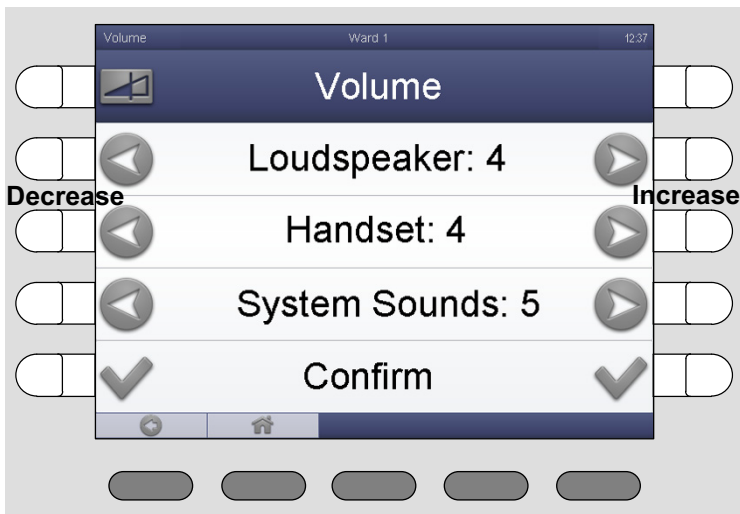 Volume Ward 1 12:37
Volume
Loudspeaker: 4
Decrease Increase
Handset: 4
System Sounds: 5
Confirm